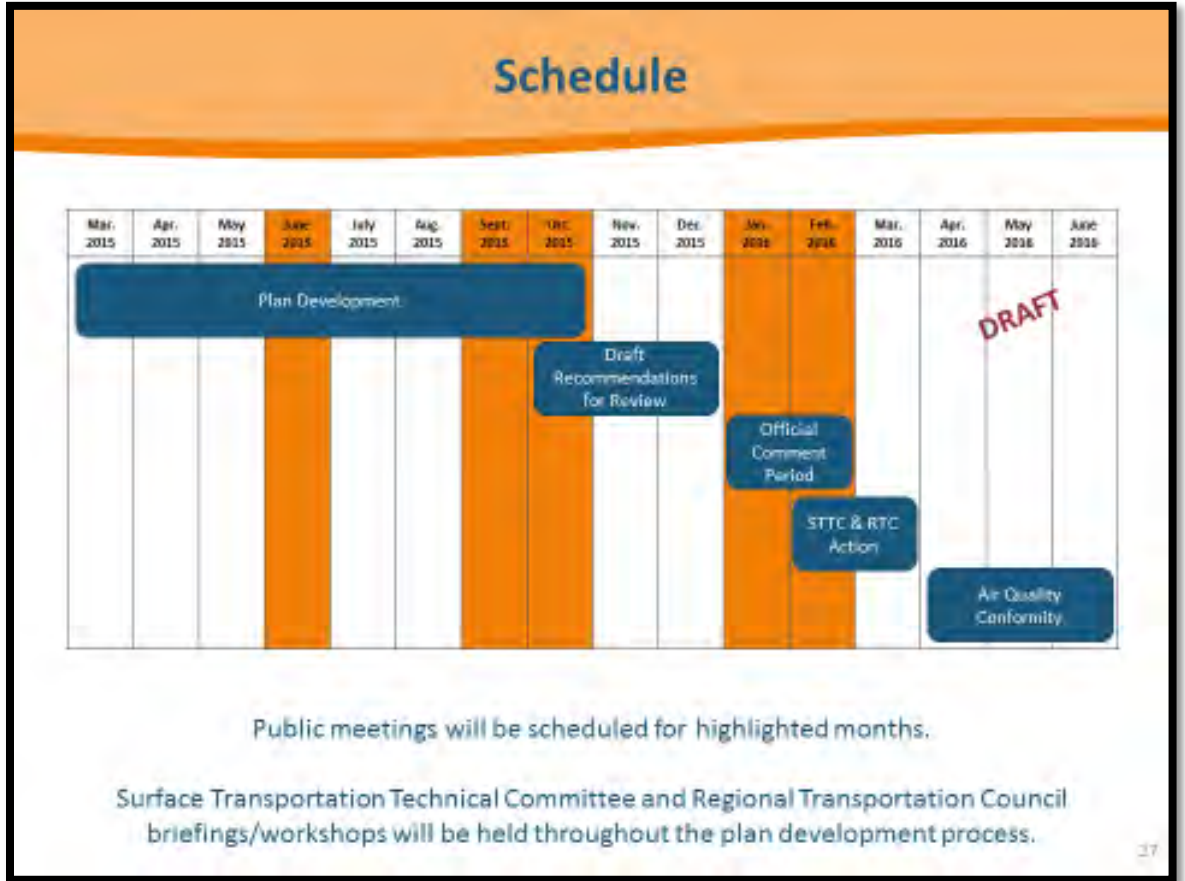 Schedule
Mar. Apr. May June July Aug. Sept. Oct. Nov. Dec. Jan. Feb. Mar. Apr. May June
2015 2015 2015 2015 2015 2015 2015 2015 2015 2015 2016 2016 2016 2016 2016 2016
Plan Development
DRAFT
Draft
Recommendations
for Review
Official
Comment
Period
STTC & RTC
Action
Air Quality
Conformity
Public meetings will be scheduled for highlighted months.
Surface Transportation Technical Committee and Regional Transportation Council
briefings/workshops will be held throughout the plan development process.
27